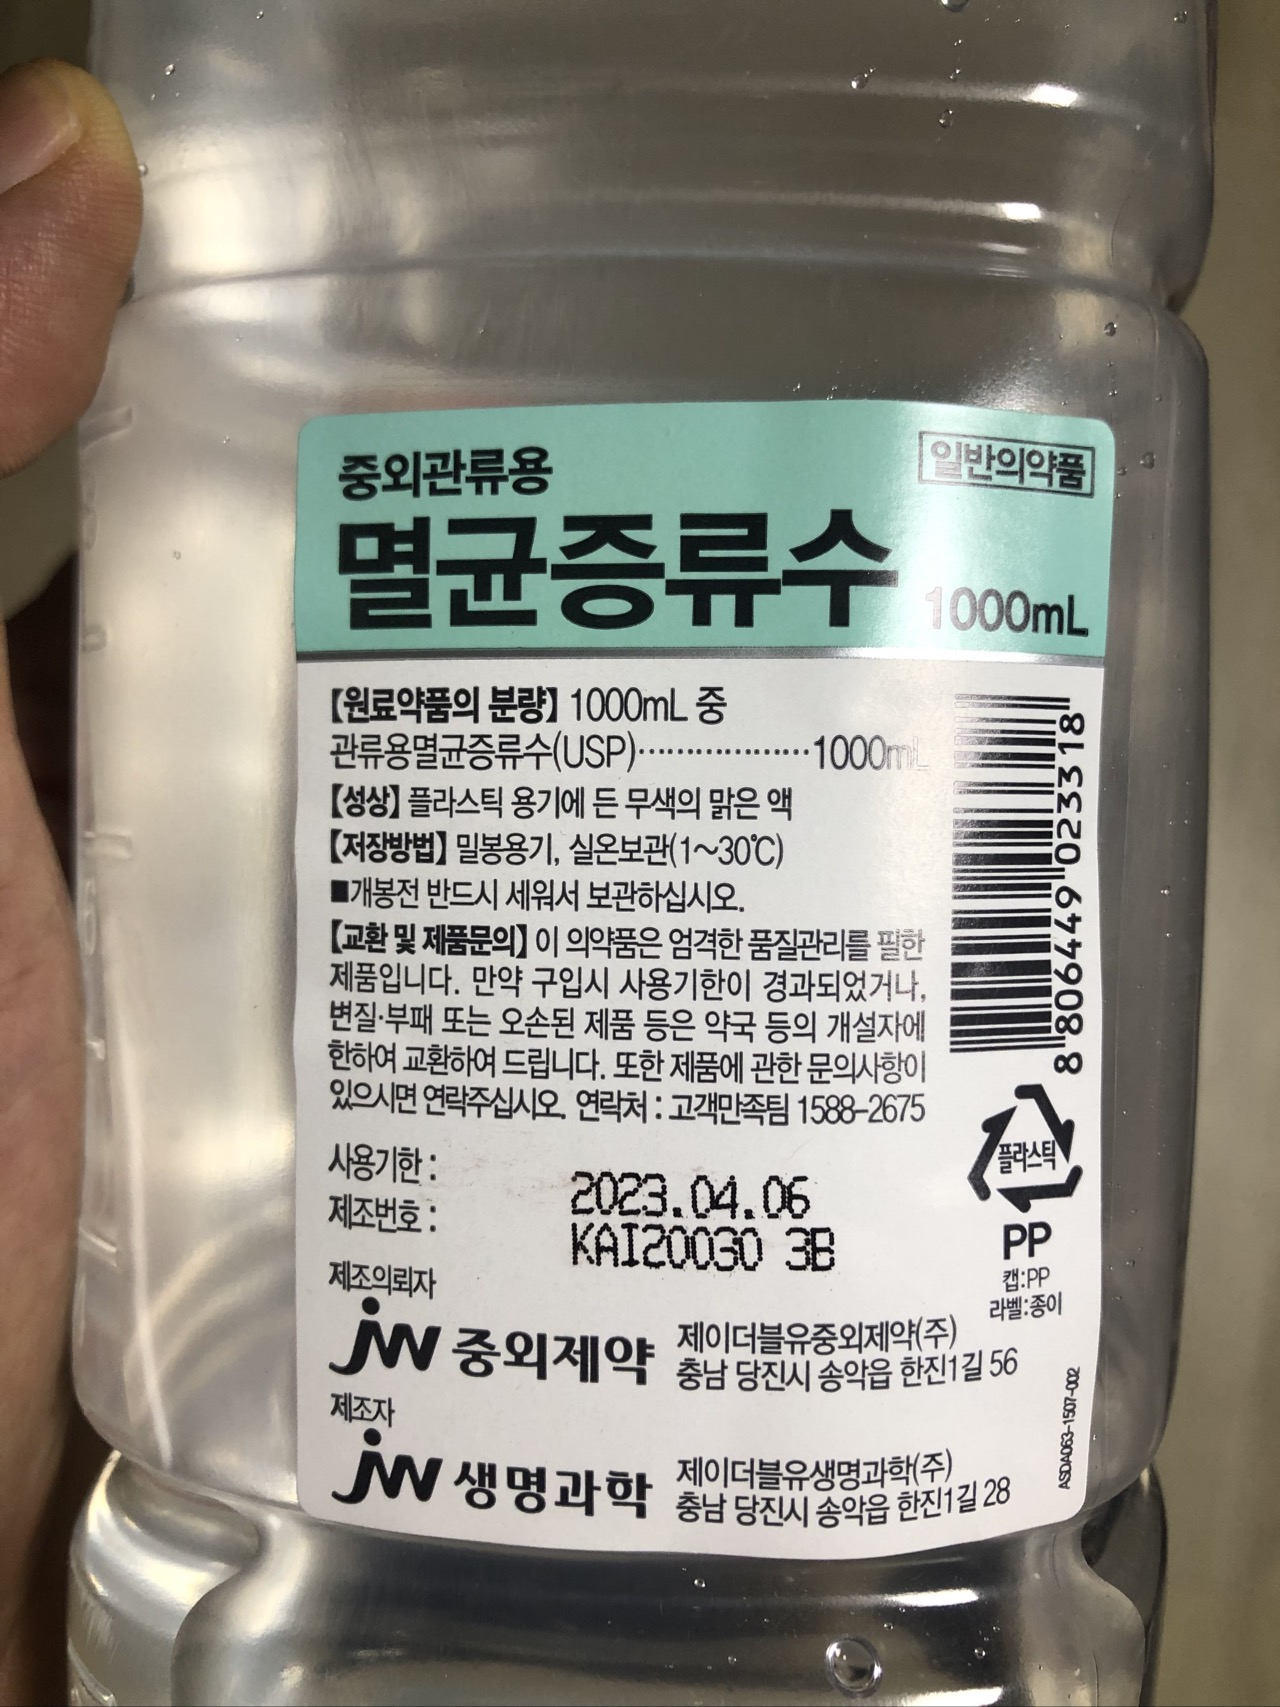 중외관류용
일반의약품
멸균증류수 1000mL
【원료약품의 분량】 1000mL 중
관류용멸균증류수(USP)··················1000mL
【성상】 플라스틱 용기에 든 무색의 맑은 액
【저장방법】 밀봉용기, 실온보관(1~30℃)
■개봉전 반드시 세워서 보관하십시오.
【교환 및 제품문의】 이 의약품은 엄격한 품질관리를 필한
제품입니다. 만약 구입시 사용기한이 경과되었거나,
변질·부패 또는 오손된 제품 등은 약국 등의 개설자에
한하여 교환하여 드립니다. 또한 제품에 관한 문의사항이
있으시면 연락주십시오. 연락처 : 고객만족팀 1588-2675
8 806449 023318
사용기한 : 2023.04.06
제조번호 : KAI20030 3B
플라스틱
PP
캡:PP
라벨:종이
제조의뢰자
jw 중외제약 제이더블유중외제약(주)
충남 당진시 송악읍 한진1길 56
제조자
jw 생명과학 제이더블유생명과학(주)
충남 당진시 송악읍 한진1길 28
ASDA063-1507-002